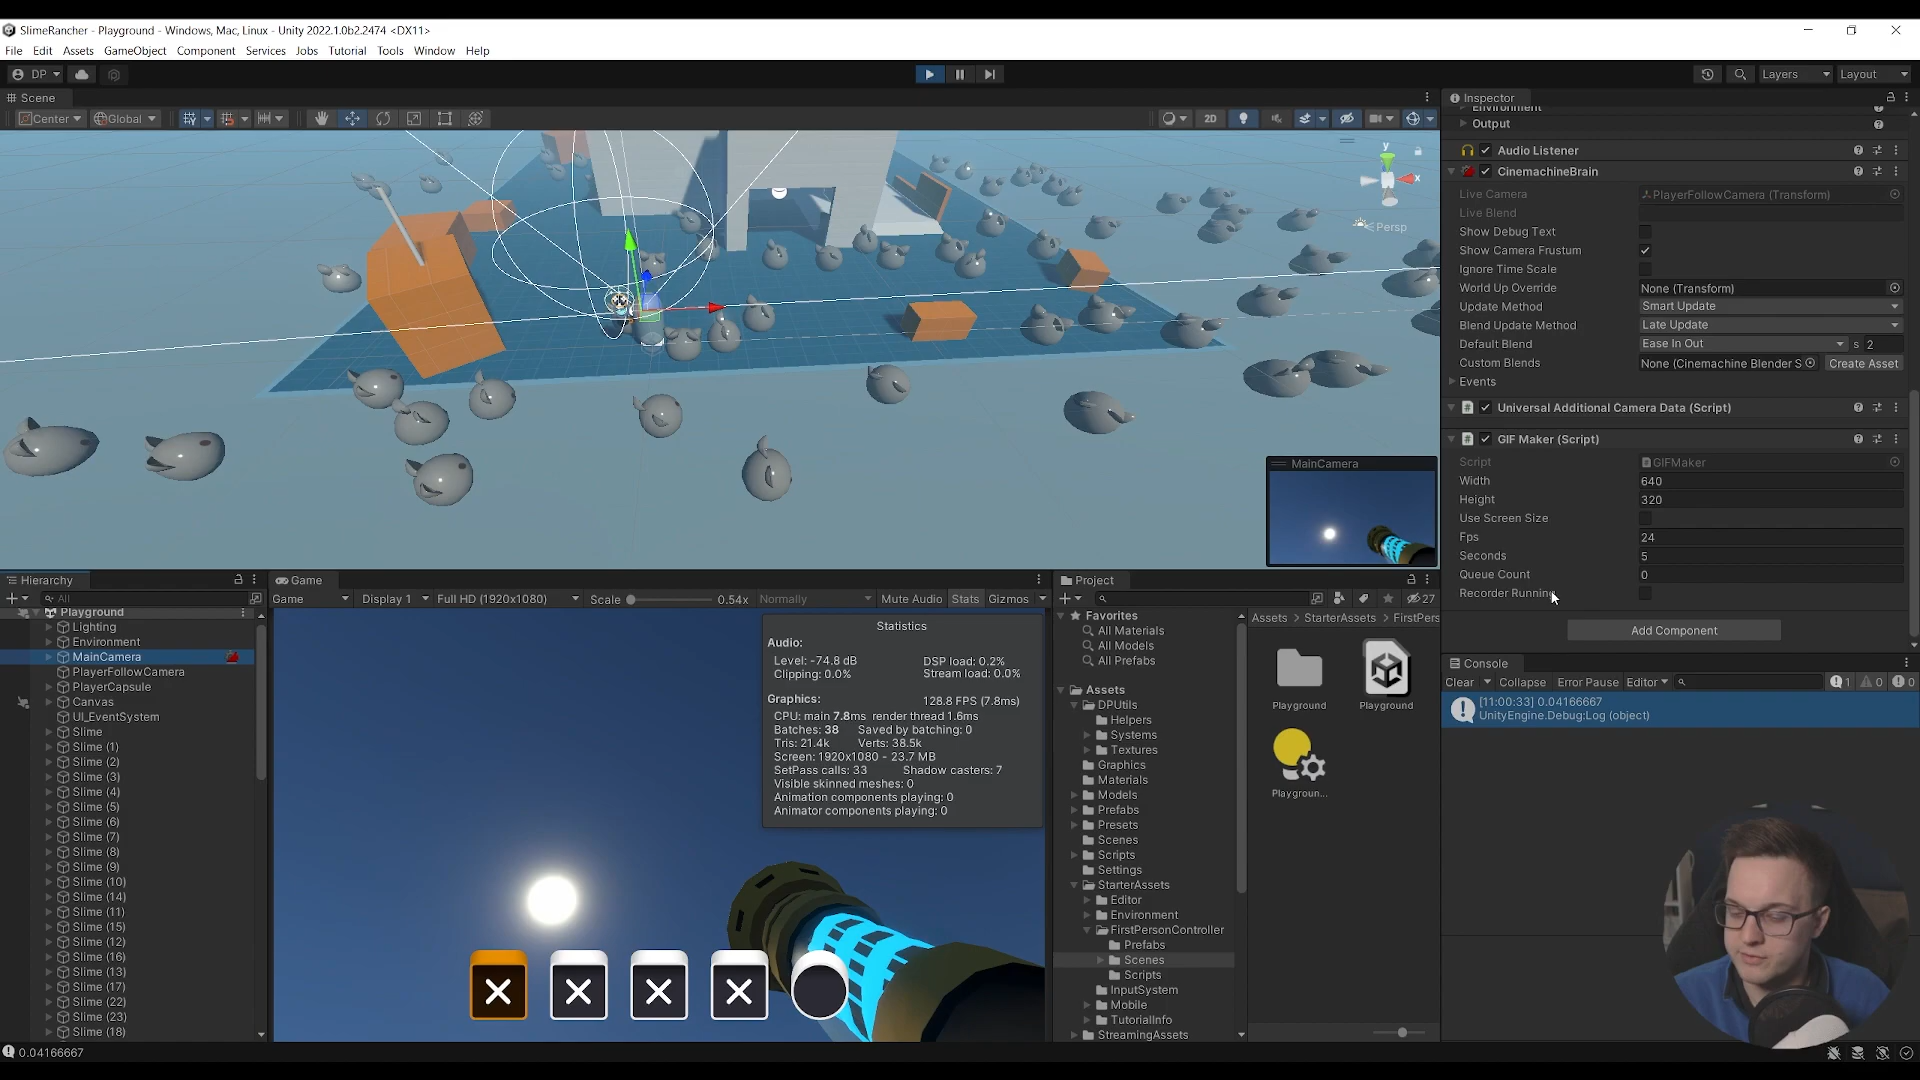 SlimeRancher - Playground - Windows, Mac, Linux - Unity 2022.1.0b2.2474 <DX11>
File Edit Assets GameObject Component Services Jobs Tutorial Tools Window Help
DP
Layers Layout
Scene
Center Global 2D
y
x
Persp
MainCamera
Inspector
Environment
Output
Audio Listener
CinemachineBrain
Live Camera PlayerFollowCamera (Transform)
Live Blend
Show Debug Text
Show Camera Frustum
Ignore Time Scale
World Up Override None (Transform)
Update Method Smart Update
Blend Update Method Late Update
Default Blend Ease In Out s 2
Custom Blends None (Cinemachine Blender S Create Asset
Events
Universal Additional Camera Data (Script)
GIF Maker (Script)
Script GIFMaker
Width 640
Height 320
Use Screen Size
Fps 24
Seconds 5
Queue Count 0
Recorder Running
Add Component
Hierarchy
All
Playground
Lighting
Environment
MainCamera
PlayerFollowCamera
PlayerCapsule
Canvas
UI_EventSystem
Slime
Slime (1)
Slime (2)
Slime (3)
Slime (4)
Slime (5)
Slime (6)
Slime (7)
Slime (8)
Slime (9)
Slime (10)
Slime (14)
Slime (11)
Slime (15)
Slime (12)
Slime (16)
Slime (13)
Slime (17)
Slime (22)
Slime (23)
Slime (18)
Game
Game Display 1 Full HD (1920x1080) Scale 0.54x Normally Mute Audio Stats Gizmos
Statistics
Audio:
Level: -74.8 dB DSP load: 0.2%
Clipping: 0.0% Stream load: 0.0%
Graphics: 128.8 FPS (7.8ms)
CPU: main 7.8ms render thread 1.6ms
Batches: 38 Saved by batching: 0
Tris: 21.4k Verts: 38.5k
Screen: 1920x1080 - 23.7 MB
SetPass calls: 33 Shadow casters: 7
Visible skinned meshes: 0
Animation components playing: 0
Animator components playing: 0
Project
27
Favorites
All Materials
All Models
All Prefabs
Assets
DPUtils
Helpers
Systems
Textures
Graphics
Materials
Models
Prefabs
Presets
Scenes
Scripts
Settings
StarterAssets
Editor
Environment
FirstPersonController
Prefabs
Scenes
Scripts
InputSystem
Mobile
TutorialInfo
StreamingAssets
Assets > StarterAssets > FirstPers
Playground
Playground
Playgroun...
Console
Clear Collapse Error Pause Editor 1 0 0
[11:00:33] 0.04166667
UnityEngine.Debug:Log (object)
0.04166667